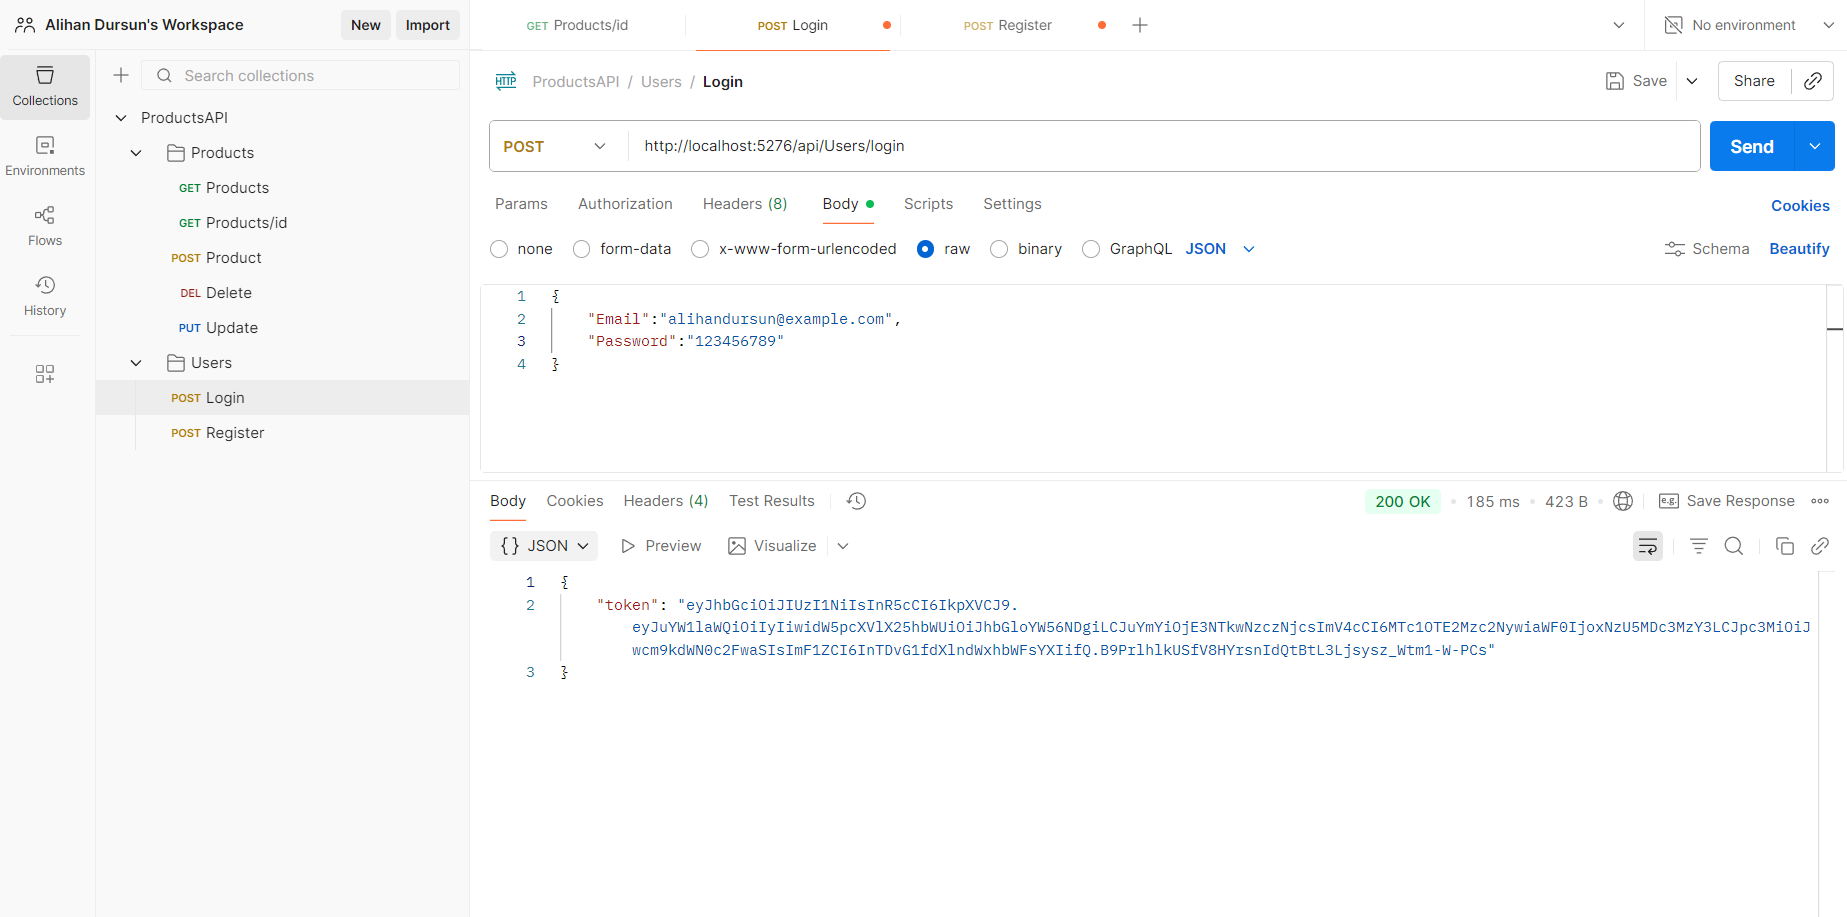 Alihan Dursun's Workspace
New
Import
GET Products/id
POST Login
POST Register
No environment
Collections
Environments
Flows
History
Search collections
ProductsAPI
Products
GET Products
GET Products/id
POST Product
DEL Delete
PUT Update
Users
POST Login
POST Register
HTTP ProductsAPI / Users / Login
Save
Share
POST
http://localhost:5276/api/Users/login
Send
Params Authorization Headers (8) Body Scripts Settings
Cookies
none form-data x-www-form-urlencoded raw binary GraphQL JSON
Schema Beautify
1 {
2 "Email":"alihandursun@example.com",
3 "Password":"123456789"
4 }
Body Cookies Headers (4) Test Results
200 OK 185 ms 423 B e.g. Save Response
{} JSON Preview Visualize
1 {
2 "token": "eyJhbGciOiJIUzI1NiIsInR5cCI6IkpXVCJ9.
eyJuYW1laWQiOiIyIiwidW5pcXVlX25hbWUiOiJhbGloYW56NDgiLCJuYmYiOjE3NTkwNzczNjcsImV4cCI6MTc1OTE2Mzc2NywiaWF0IjoxNzU5MDc3MzY3LCJpc3MiOiJ
wcm9kdWN0c2FwaSIsImF1ZCI6InTDvG1fdXlndWxhbWFsYXIifQ.B9PrlhlkUSfV8HYrsnIdQtBtL3Ljsysz_Wtm1-W-PCs"
3 }